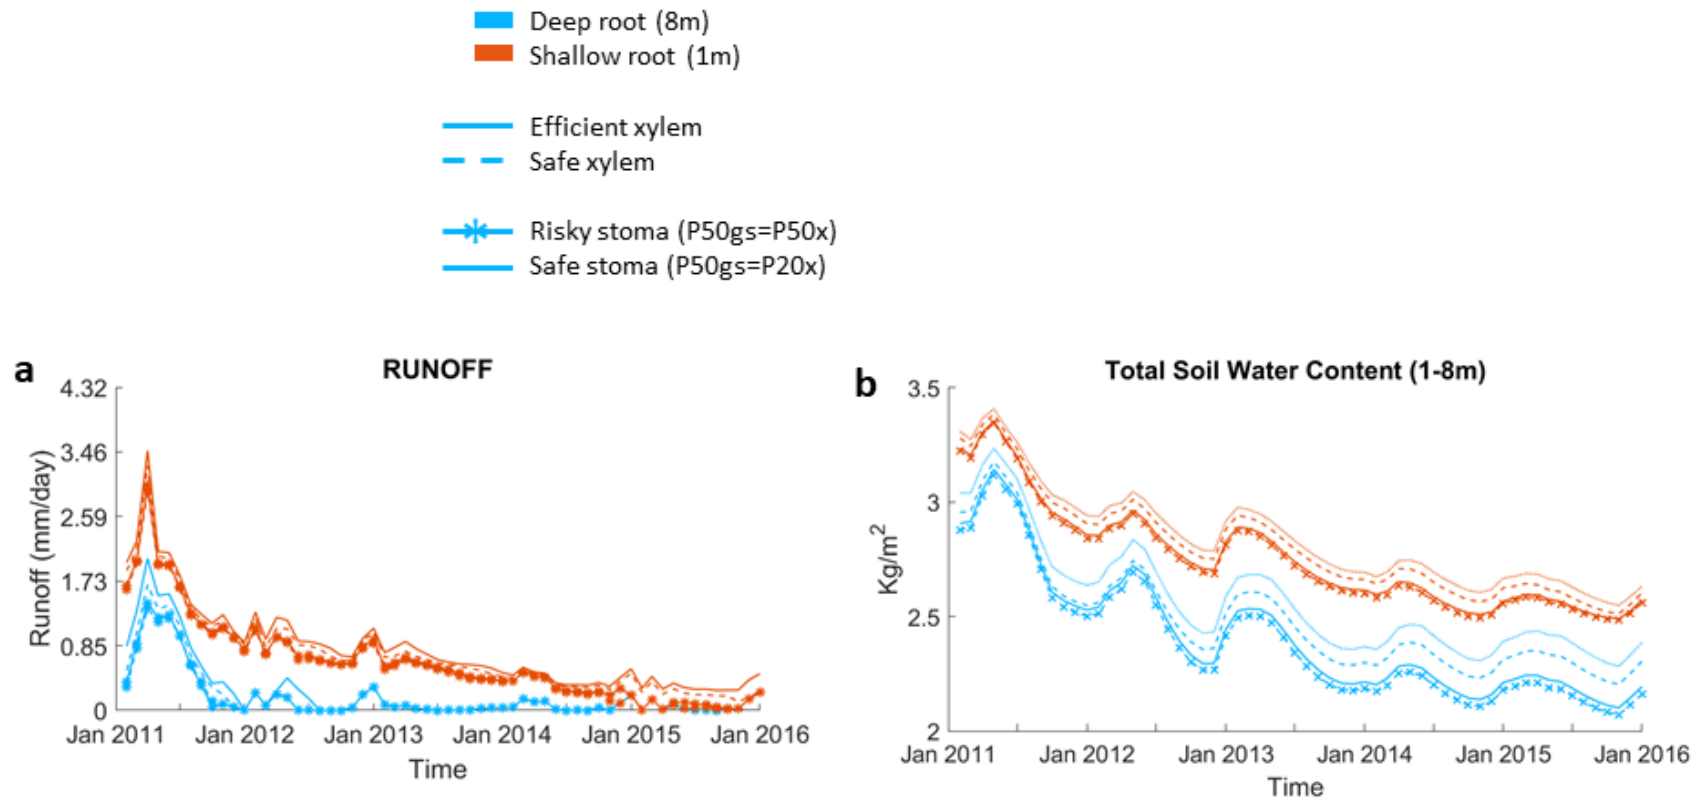 Deep root (8m)
Shallow root (1m)
Efficient xylem
Safe xylem
Risky stoma (P50gs=P50x)
Safe stoma (P50gs=P20x)
a
RUNOFF
4.32
3.46
2.59
1.73
0.85
0
Runoff (mm/day)
Jan 2011 Jan 2012 Jan 2013 Jan 2014 Jan 2015 Jan 2016
Time
b
Total Soil Water Content (1-8m)
3.5
3
2.5
2
Kg/m²
Jan 2011 Jan 2012 Jan 2013 Jan 2014 Jan 2015 Jan 2016
Time